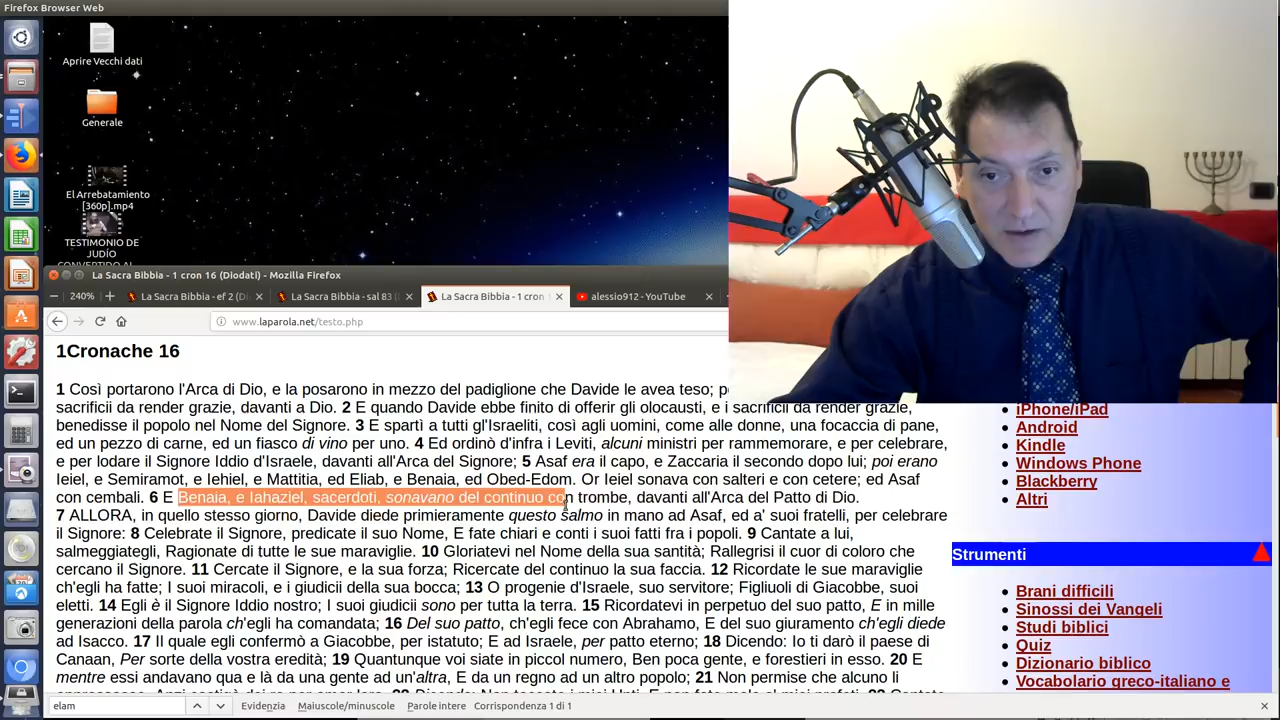 Firefox Browser Web
Aprire Vecchi dati
Generale
El Arrebatamiento
[360p].mp4
TESTIMONIO DE
JUDÍO
CONVERTIDO AL
La Sacra Bibbia - 1 cron 16 (Diodati) - Mozilla Firefox
240%
La Sacra Bibbia - ef 2 (Di
La Sacra Bibbia - sal 83 (
La Sacra Bibbia - 1 cron 1
alessio912 - YouTube
www.laparola.net/testo.php
1Cronache 16
1 Così portarono l'Arca di Dio, e la posarono in mezzo del padiglione che Davide le avea teso;
sacrificii da render grazie, davanti a Dio. 2 E quando Davide ebbe finito di offerir gli olocausti, e i sacrificii da render grazie,
benedisse il popolo nel Nome del Signore. 3 E spartì a tutti gl'Israeliti, così agli uomini, come alle donne, una focaccia di pane,
ed un pezzo di carne, ed un fiasco di vino per uno. 4 Ed ordinò d'infra i Leviti, alcuni ministri per rammemorare, e per celebrare,
e per lodare il Signore Iddio d'Israele, davanti all'Arca del Signore; 5 Asaf era il capo, e Zaccaria il secondo dopo lui; poi erano
Ieiel, e Semiramot, e Iehiel, e Mattitia, ed Eliab, e Benaia, ed Obed-Edom. Or Ieiel sonava con salteri e con cetere; ed Asaf
con cembali. 6 E Benaia, e Iahaziel, sacerdoti, sonavano del continuo con trombe, davanti all'Arca del Patto di Dio.
7 ALLORA, in quello stesso giorno, Davide diede primieramente questo salmo in mano ad Asaf, ed a' suoi fratelli, per celebrare
il Signore: 8 Celebrate il Signore, predicate il suo Nome, E fate chiari e conti i suoi fatti fra i popoli. 9 Cantate a lui,
salmeggiategli, Ragionate di tutte le sue maraviglie. 10 Gloriatevi nel Nome della sua santità; Rallegrisi il cuor di coloro che
cercano il Signore. 11 Cercate il Signore, e la sua forza; Ricercate del continuo la sua faccia. 12 Ricordate le sue maraviglie
ch'egli ha fatte; I suoi miracoli, e i giudicii della sua bocca; 13 O progenie d'Israele, suo servitore; Figliuoli di Giacobbe, suoi
eletti. 14 Egli è il Signore Iddio nostro; I suoi giudicii sono per tutta la terra. 15 Ricordatevi in perpetuo del suo patto, E in mille
generazioni della parola ch'egli ha comandata; 16 Del suo patto, ch'egli fece con Abrahamo, E del suo giuramento ch'egli diede
ad Isacco. 17 Il quale egli confermò a Giacobbe, per istatuto; E ad Israele, per patto eterno; 18 Dicendo: Io ti darò il paese di
Canaan, Per sorte della vostra eredità; 19 Quantunque voi siate in piccol numero, Ben poca gente, e forestieri in esso. 20 E
mentre essi andavano qua e là da una gente ad un'altra, E da un regno ad un altro popolo; 21 Non permise che alcuno li
iPhone/iPad
Android
Kindle
Windows Phone
Blackberry
Altri
Strumenti
Brani difficili
Sinossi dei Vangeli
Studi biblici
Quiz
Dizionario biblico
Vocabolario greco-italiano e
elam
Evidenzia
Maiuscole/minuscole
Parole intere
Corrispondenza 1 di 1